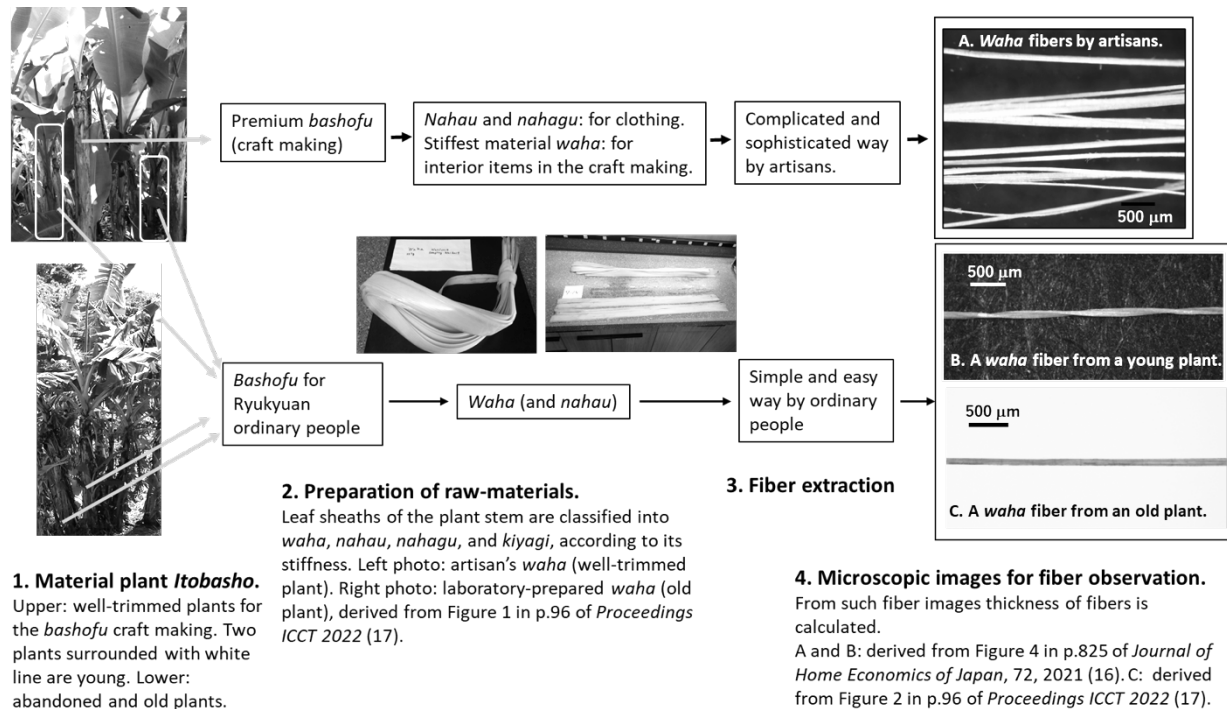 Premium bashofu
(craft making)
Nahau and nahagu: for clothing.
Stiffest material waha: for
interior items in the craft making.
Complicated and
sophisticated way
by artisans.
A. Waha fibers by artisans.
500 μm
Bashofu for
Ryukyuan
ordinary people
Waha (and nahau)
Simple and easy
way by ordinary
people
500 μm
B. A waha fiber from a young plant.
500 μm
C. A waha fiber from an old plant.
1. Material plant Itobasho.
Upper: well-trimmed plants for
the bashofu craft making. Two
plants surrounded with white
line are young. Lower:
abandoned and old plants.
2. Preparation of raw-materials.
Leaf sheaths of the plant stem are classified into
waha, nahau, nahagu, and kiyagi, according to its
stiffness. Left photo: artisan's waha (well-trimmed
plant). Right photo: laboratory-prepared waha (old
plant), derived from Figure 1 in p.96 of Proceedings
ICCT 2022 (17).
3. Fiber extraction
4. Microscopic images for fiber observation.
From such fiber images thickness of fibers is
calculated.
A and B: derived from Figure 4 in p.825 of Journal of
Home Economics of Japan, 72, 2021 (16). C: derived
from Figure 2 in p.96 of Proceedings ICCT 2022 (17).